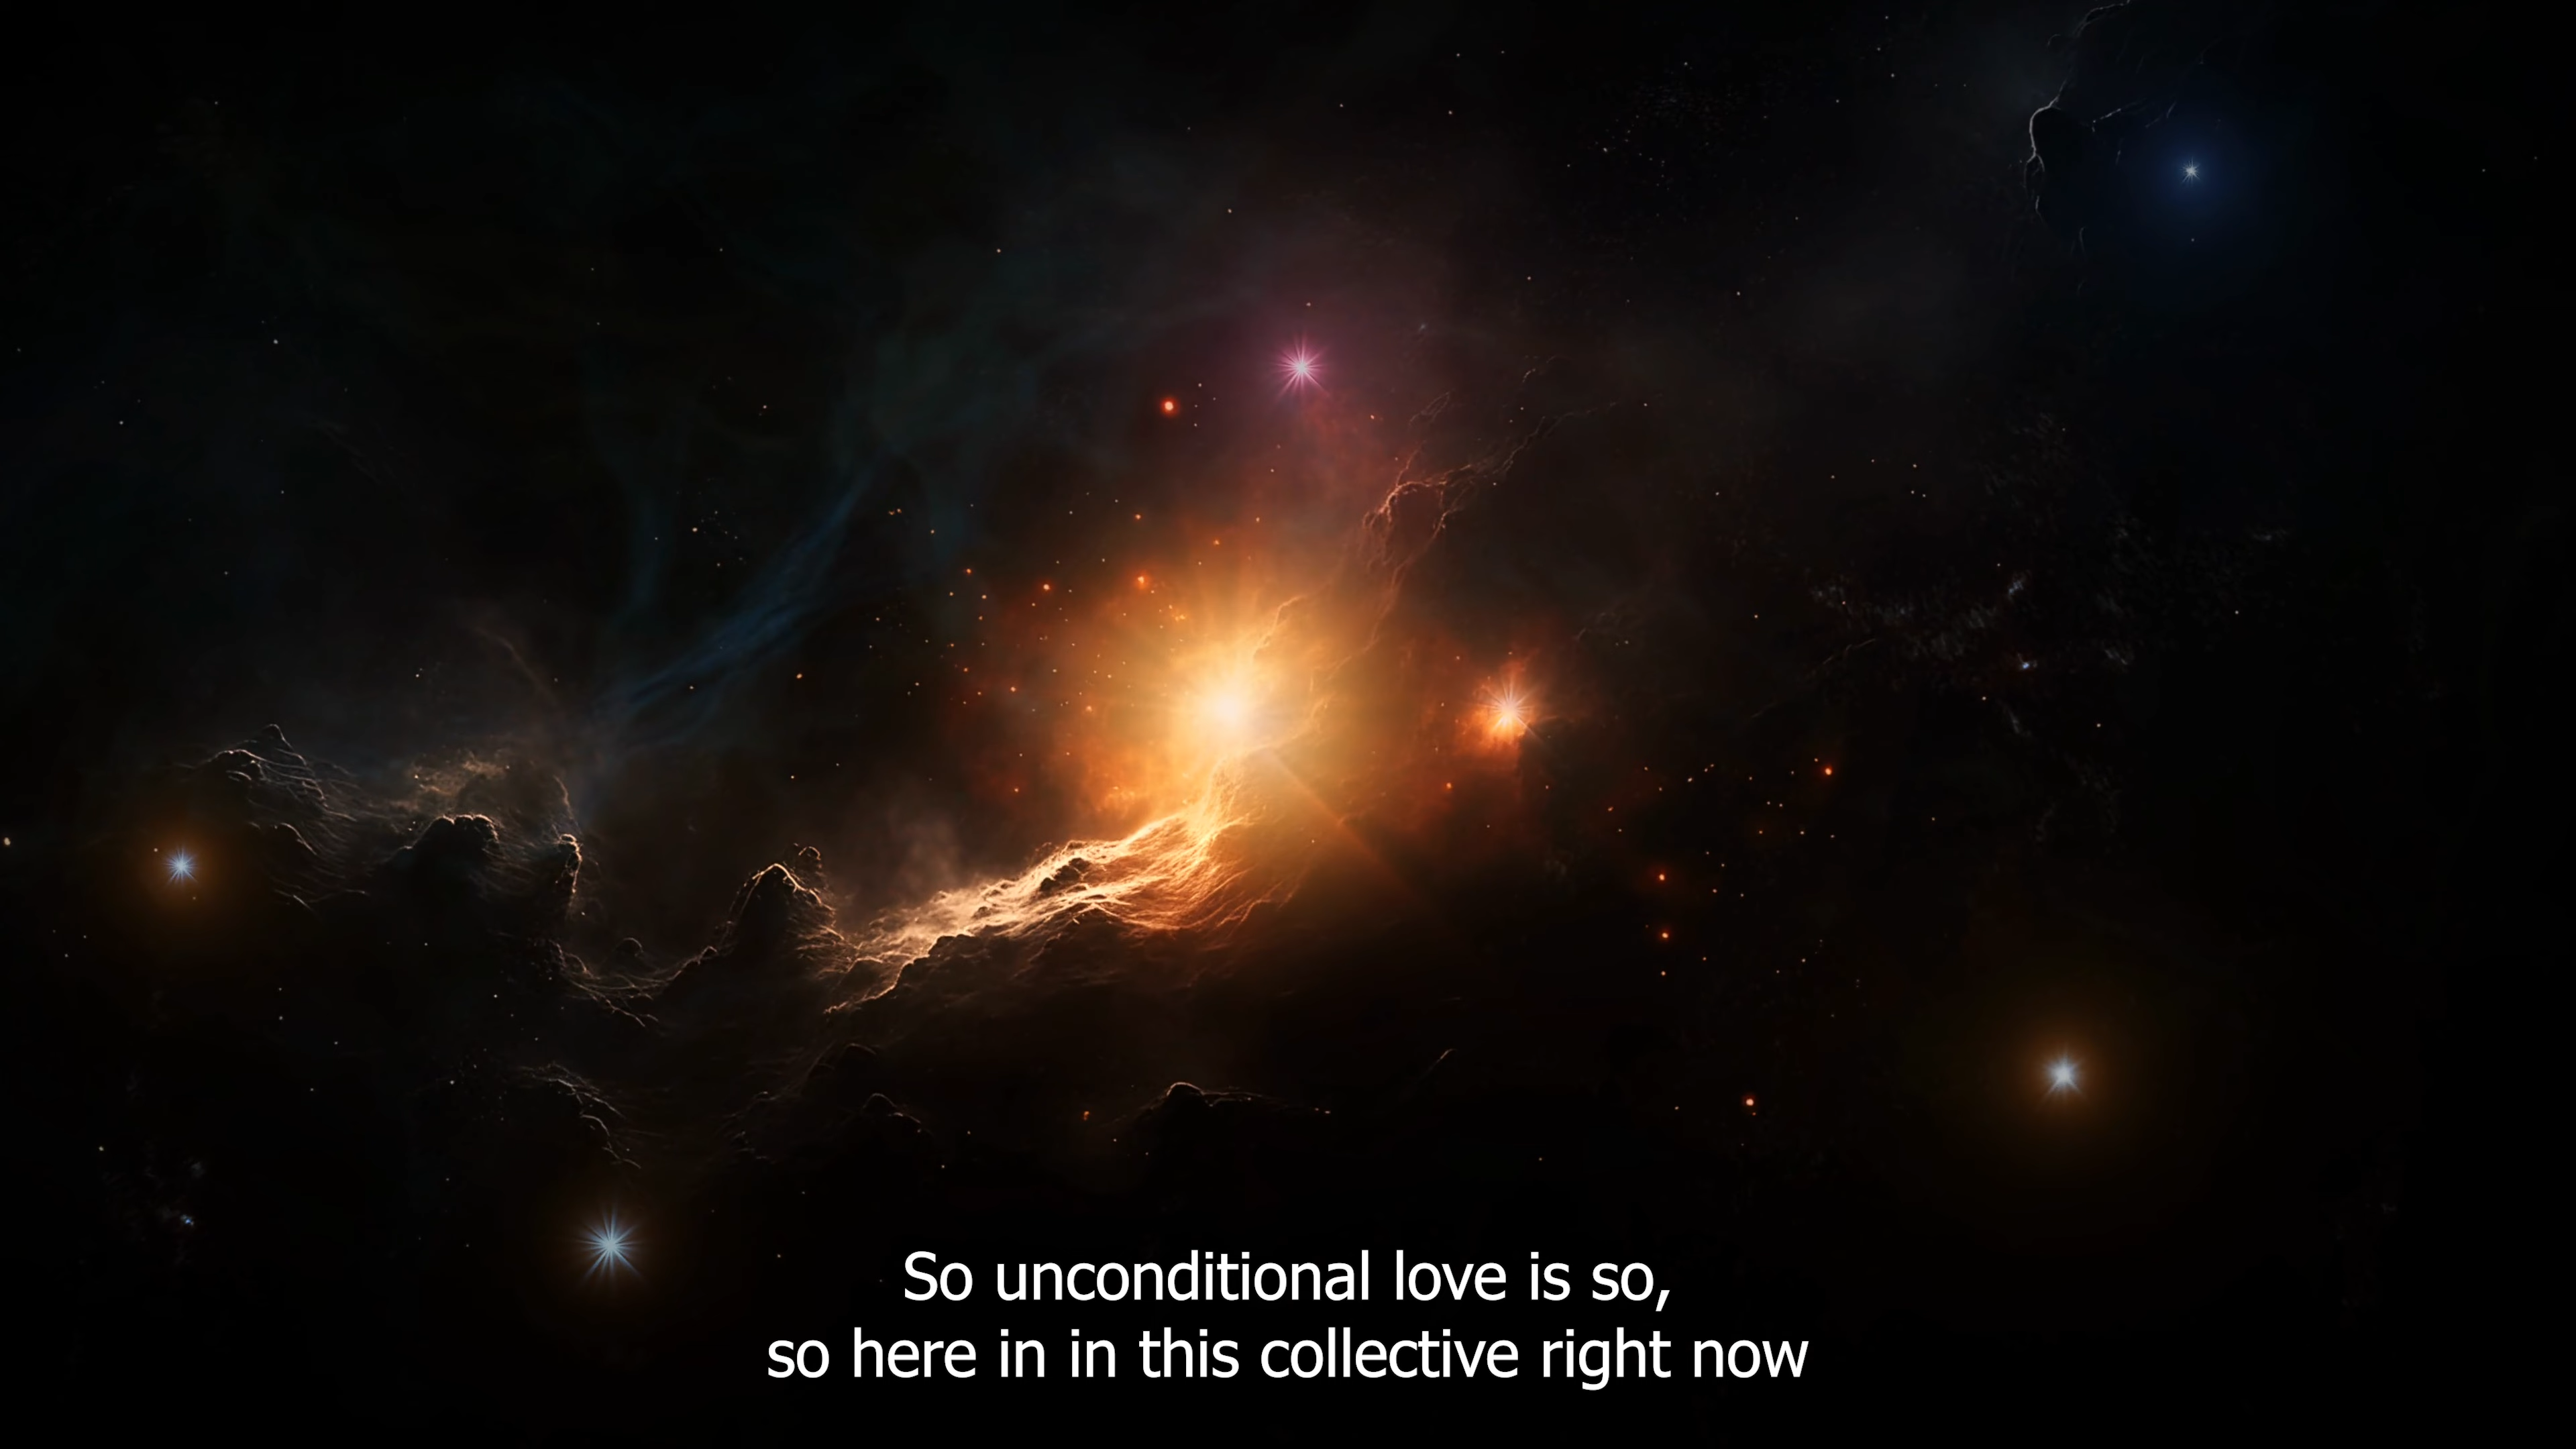 So unconditional love is so,
so here in in this collective right now